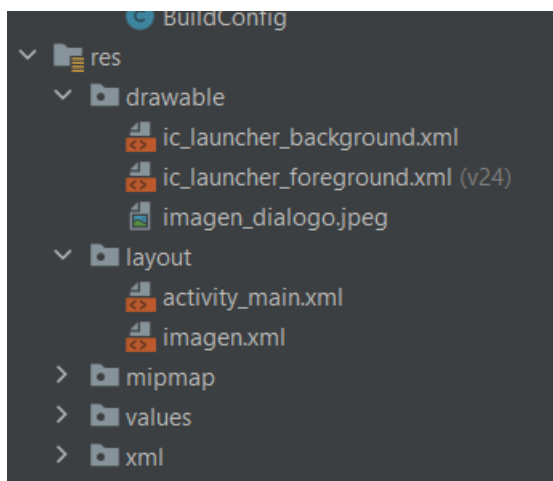 BuildConfig
res
drawable
ic_launcher_background.xml
ic_launcher_foreground.xml (v24)
imagen_dialogo.jpeg
layout
activity_main.xml
imagen.xml
mipmap
values
xml